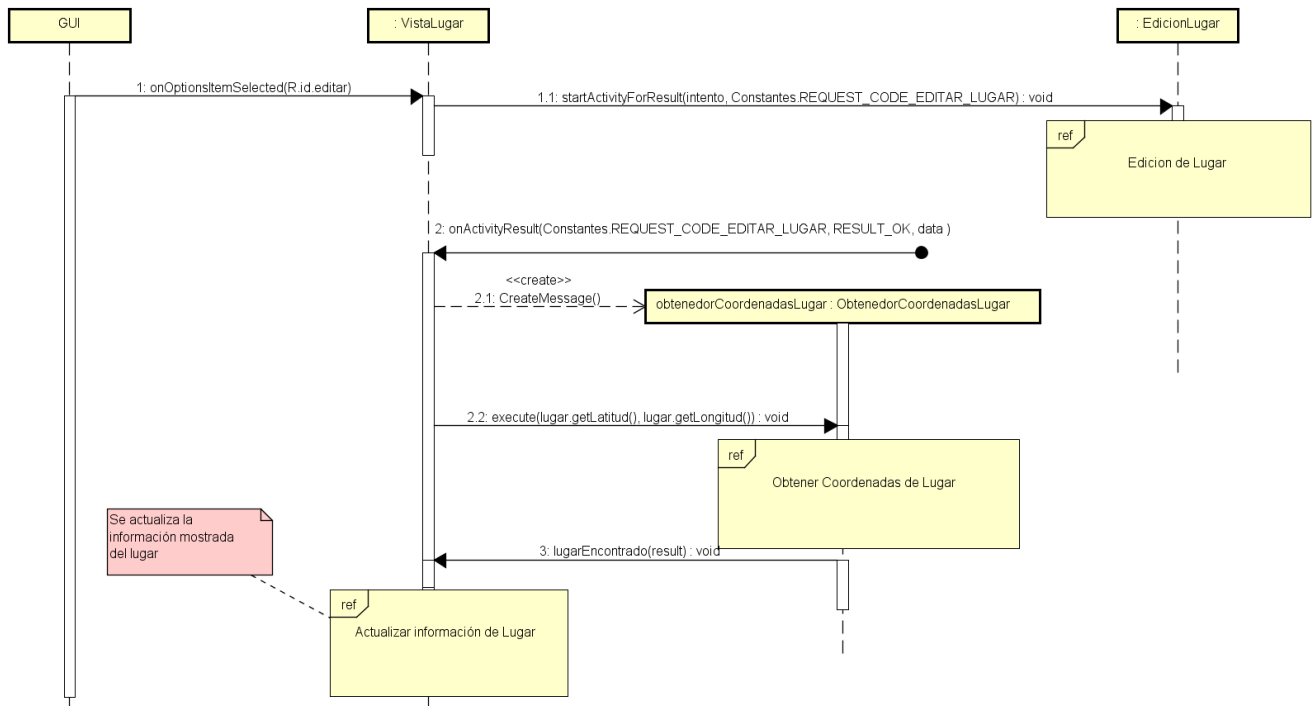 GUI
: VistaLugar
: EdicionLugar
1: onOptionsItemSelected(R.id.editar)
1.1: startActivityForResult(intento, Constantes.REQUEST_CODE_EDITAR_LUGAR) : void
ref
Edicion de Lugar
2: onActivityResult(Constantes.REQUEST_CODE_EDITAR_LUGAR, RESULT_OK, data )
<<create>>
2.1: CreateMessage()
obtenedorCoordenadasLugar : ObtenedorCoordenadasLugar
2.2: execute(lugar.getLatitud(), lugar.getLongitud()) : void
ref
Obtener Coordenadas de Lugar
Se actualiza la
información mostrada
del lugar
3: lugarEncontrado(result) : void
ref
Actualizar información de Lugar